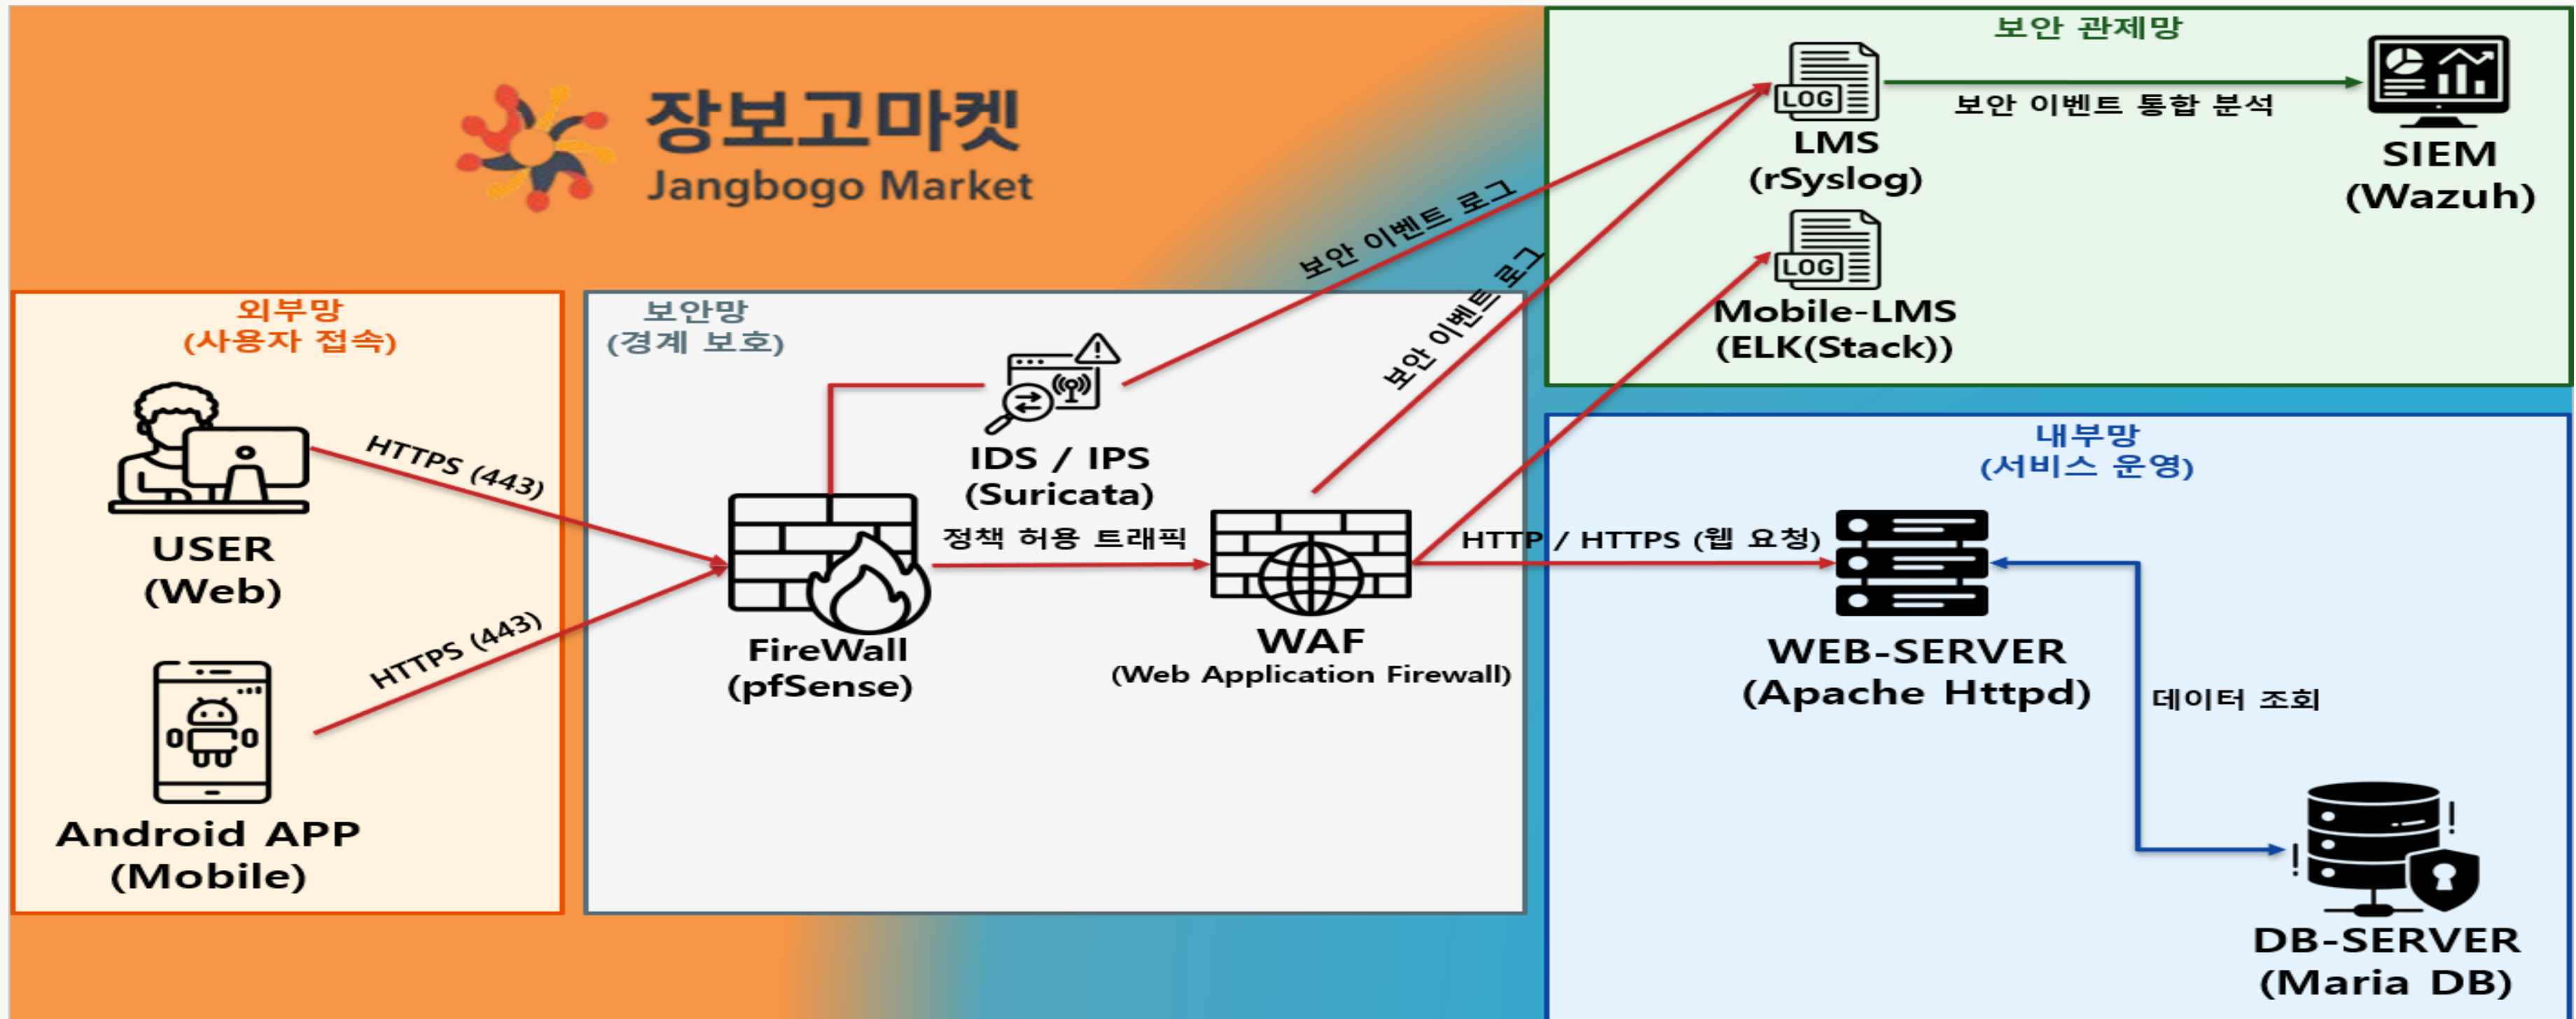 장보고마켓
Jangbogo Market
외부망
(사용자 접속)
USER
(Web)
HTTPS (443)
HTTPS (443)
Android APP
(Mobile)
보안망
(경계 보호)
IDS / IPS
(Suricata)
FireWall
(pfSense)
정책 허용 트래픽
WAF
(Web Application Firewall)
보안 이벤트 로그
보안 이벤트 로그
보안 관제망
LOG
LMS
(rSyslog)
보안 이벤트 통합 분석
SIEM
(Wazuh)
LOG
Mobile-LMS
(ELK(Stack))
내부망
(서비스 운영)
HTTP / HTTPS (웹 요청)
WEB-SERVER
(Apache Httpd)
데이터 조회
DB-SERVER
(Maria DB)